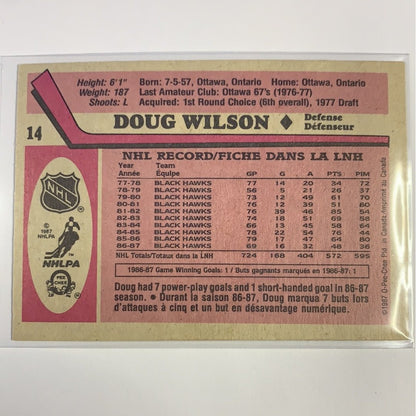 Height: 6'1" Born: 7-5-57, Ottawa, Ontario Home: Ottawa, Ontario
Weight: 187 Last Amateur Club: Ottawa 67's (1976-77)
Shoots: L Acquired: 1st Round Choice (6th overall), 1977 Draft
14 DOUG WILSON ♦ Defense
Défenseur
NHL
© 1987
NHLPA
NHLPA
O
PEE
CHEE
NHL RECORD/FICHE DANS LA LNH
Year TEAM GP G A PTS PIM
Année Équipe
77-78 BLACK HAWKS 77 14 20 34 72
78-79 BLACK HAWKS 56 5 21 26 37
79-80 BLACK HAWKS 73 12 49 61 70
80-81 BLACK HAWKS 76 12 39 51 80
81-82 BLACK HAWKS 76 39 46 85 54
82-83 BLACK HAWKS 74 18 51 69 58
83-84 BLACK HAWKS 66 13 45 58 64
84-85 BLACK HAWKS 78 22 54 76 44
85-86 BLACK HAWKS 79 17 47 64 80
86-87 BLACK HAWKS 69 16 32 48 36
NHL Totals/Totaux dans la LNH 724 168 404 572 595
1986-87 Game Winning Goals: 1 / Buts gagnants marqués en 1986-87: 1
Doug had 7 power-play goals and 1 short-handed goal in 86-87
season. • Durant la saison 86-87, Doug marqua 7 buts lors
d'attaques à cinq et un but en désavantage numérique.
©1987 O-Pee-Chee Ptd. in Canada Imprimé au Canada